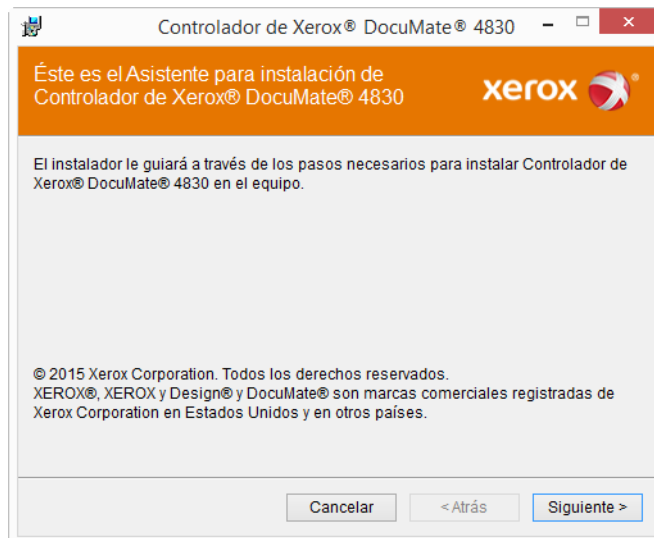 Controlador de Xerox® DocuMate® 4830
Éste es el Asistente para instalación de
Controlador de Xerox® DocuMate® 4830
xerox®
El instalador le guiará a través de los pasos necesarios para instalar Controlador de
Xerox® DocuMate® 4830 en el equipo.
© 2015 Xerox Corporation. Todos los derechos reservados.
XEROX®, XEROX y Design® y DocuMate® son marcas comerciales registradas de
Xerox Corporation en Estados Unidos y en otros países.
Cancelar
< Atrás
Siguiente >